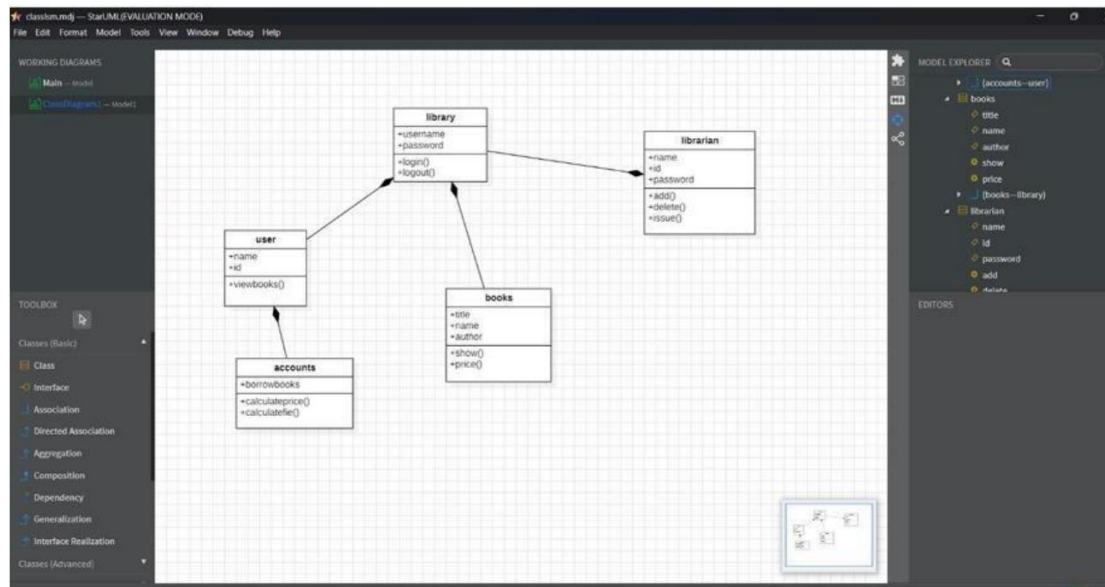 classlsm.mdj — StarUML(EVALUATION MODE)
File Edit Format Model Tools View Window Debug Help
WORKING DIAGRAMS
Main — Model
ClassDiagram1 — Model1
TOOLBOX
Classes (Basic)
Class
Interface
Association
Directed Association
Aggregation
Composition
Dependency
Generalization
Interface Realization
Classes (Advanced)
library
+username
+password
+login()
+logout()
librarian
+name
+id
+password
+add()
+delete()
+issue()
user
+name
+id
+viewbooks()
books
+title
+name
+author
+show()
+price()
accounts
+borrowbooks
+calculateprice()
+calculatefie()
MODEL EXPLORER
(accounts—user)
books
title
name
author
show
price
(books—library)
librarian
name
id
password
add
delete
EDITORS